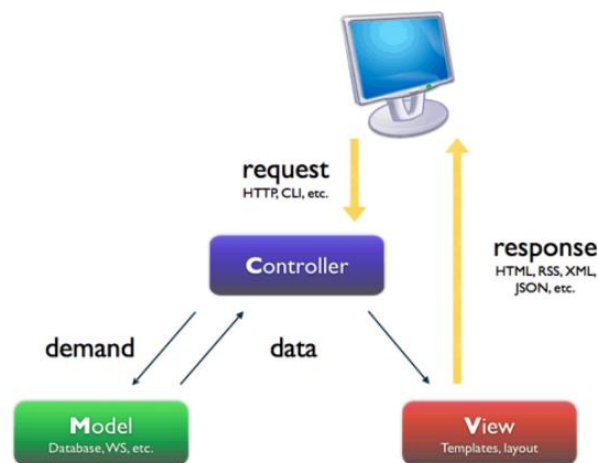 request
HTTP, CLI, etc.
Controller
response
HTML, RSS, XML,
JSON, etc.
demand
data
Model
Database, WS, etc.
View
Templates, layout